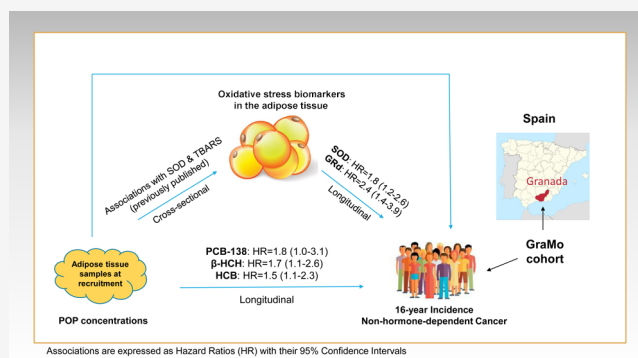 Oxidative stress biomarkers
in the adipose tissue
Spain
Granada
GraMo
cohort
Associations with SOD & TBARS
(previously published)
Cross-sectional
SOD: HR=1.8 (1.2-2.6)
GRd: HR=2.4 (1.4-3.9)
Longitudinal
Adipose tissue
samples at
recruitment
POP concentrations
PCB-138: HR=1.8 (1.0-3.1)
β-HCH: HR=1.7 (1.1-2.6)
HCB: HR=1.5 (1.1-2.3)
Longitudinal
16-year Incidence
Non-hormone-dependent Cancer
Associations are expressed as Hazard Ratios (HR) with their 95% Confidence Intervals